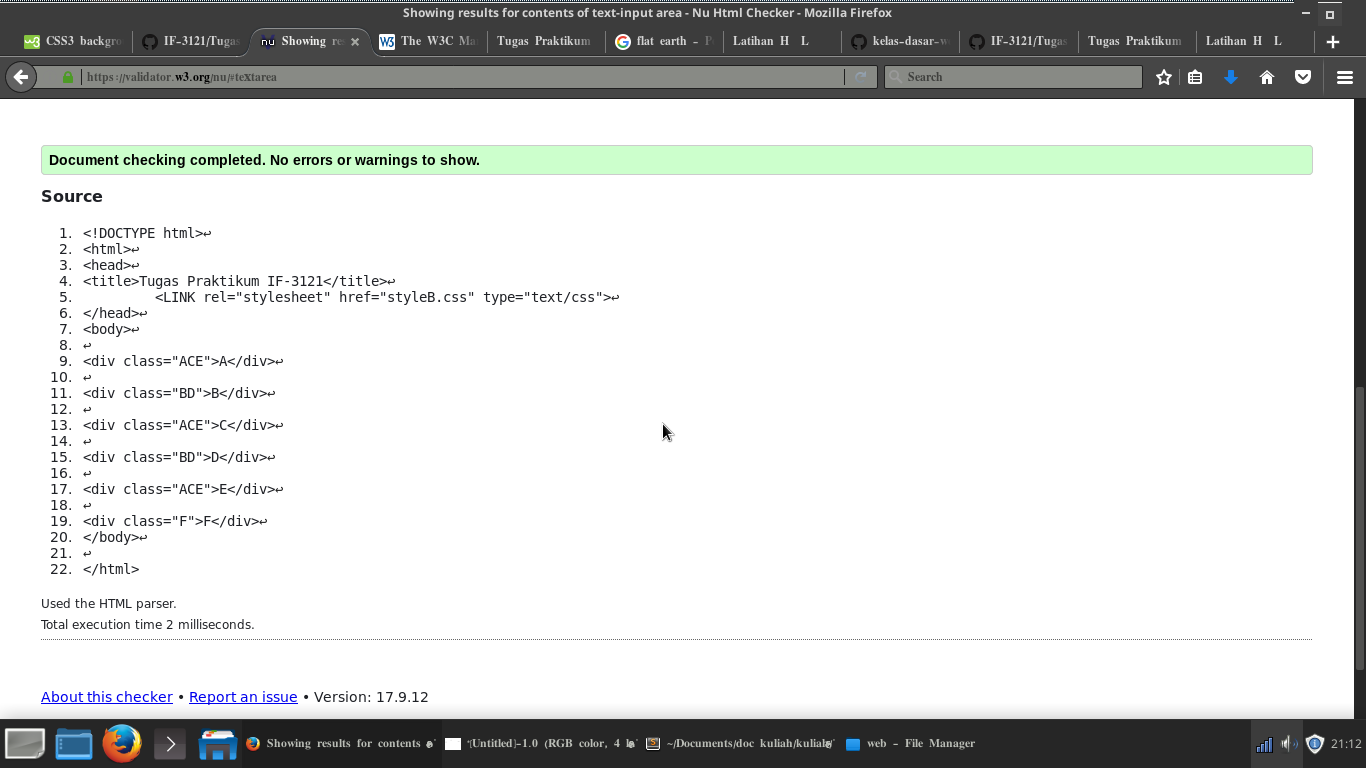 Showing results for contents of text-input area - Nu Html Checker - Mozilla Firefox
CSS3 backgro
IF-3121/Tugas
Showing res
The W3C Ma
Tugas Praktikum
flat earth - P
Latihan H L
kelas-dasar-w
IF-3121/Tugas
Tugas Praktikum
Latihan H L
https://validator.w3.org/nu/#textarea
Search
Document checking completed. No errors or warnings to show.
Source
1. <!DOCTYPE html>↩
2. <html>↩
3. <head>↩
4. <title>Tugas Praktikum IF-3121</title>↩
5.         <LINK rel="stylesheet" href="styleB.css" type="text/css">↩
6. </head>↩
7. <body>↩
8. ↩
9. <div class="ACE">A</div>↩
10. ↩
11. <div class="BD">B</div>↩
12. ↩
13. <div class="ACE">C</div>↩
14. ↩
15. <div class="BD">D</div>↩
16. ↩
17. <div class="ACE">E</div>↩
18. ↩
19. <div class="F">F</div>↩
20. </body>↩
21. ↩
22. </html>
Used the HTML parser.
Total execution time 2 milliseconds.
About this checker • Report an issue • Version: 17.9.12
Showing results for contents
[Untitled]-1.0 (RGB color, 4
~/Documents/doc kuliah/kuliah
web - File Manager
21:12